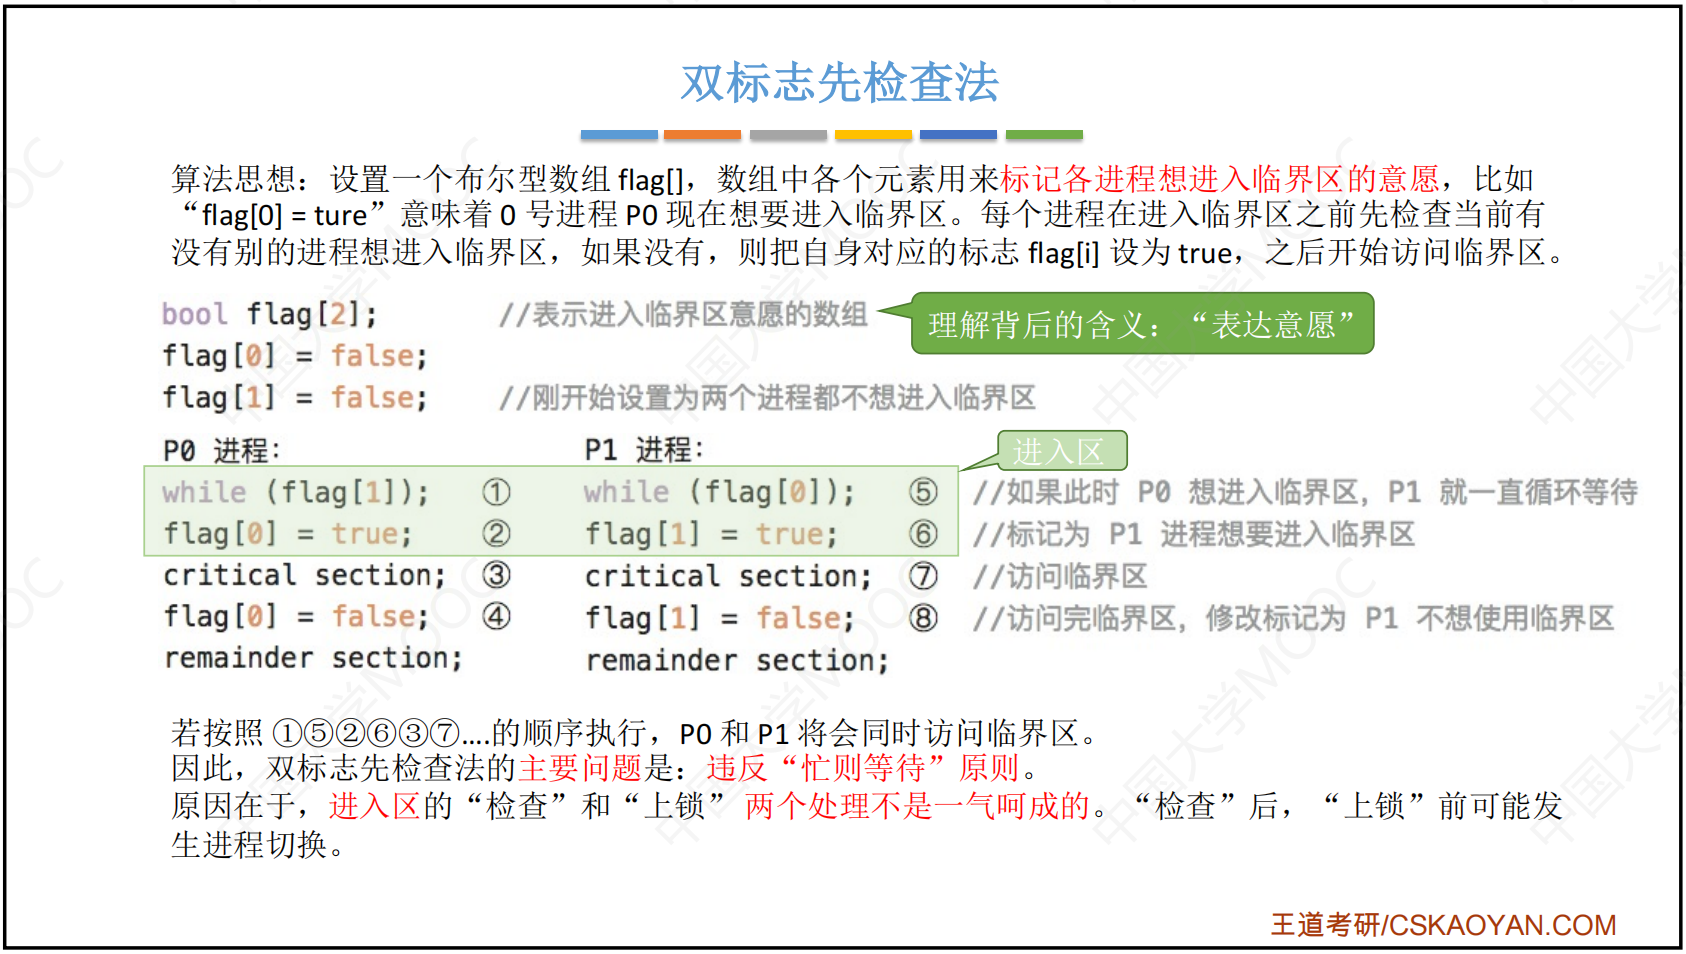 双标志先检查法
算法思想：设置一个布尔型数组 flag[]，数组中各个元素用来标记各进程想进入临界区的意愿，比如
“flag[0] = ture”意味着 0 号进程 P0 现在想要进入临界区。每个进程在进入临界区之前先检查当前有
没有别的进程想进入临界区，如果没有，则把自身对应的标志 flag[i] 设为 true，之后开始访问临界区。
bool flag[2]; //表示进入临界区意愿的数组
理解背后的含义：“表达意愿”
flag[0] = false;
flag[1] = false; //刚开始设置为两个进程都不想进入临界区
P0 进程： P1 进程：
进入区
while (flag[1]); ① while (flag[0]); ⑤ //如果此时 P0 想进入临界区，P1 就一直循环等待
flag[0] = true; ② flag[1] = true; ⑥ //标记为 P1 进程想要进入临界区
critical section; ③ critical section; ⑦ //访问临界区
flag[0] = false; ④ flag[1] = false; ⑧ //访问完临界区，修改标记为 P1 不想使用临界区
remainder section; remainder section;
若按照 ①⑤②⑥③⑦....的顺序执行，P0 和 P1 将会同时访问临界区。
因此，双标志先检查法的主要问题是：违反“忙则等待”原则。
原因在于，进入区的“检查”和“上锁” 两个处理不是一气呵成的。“检查”后，“上锁”前可能发
生进程切换。
王道考研/CSKAOYAN.COM
中国大学MOOC